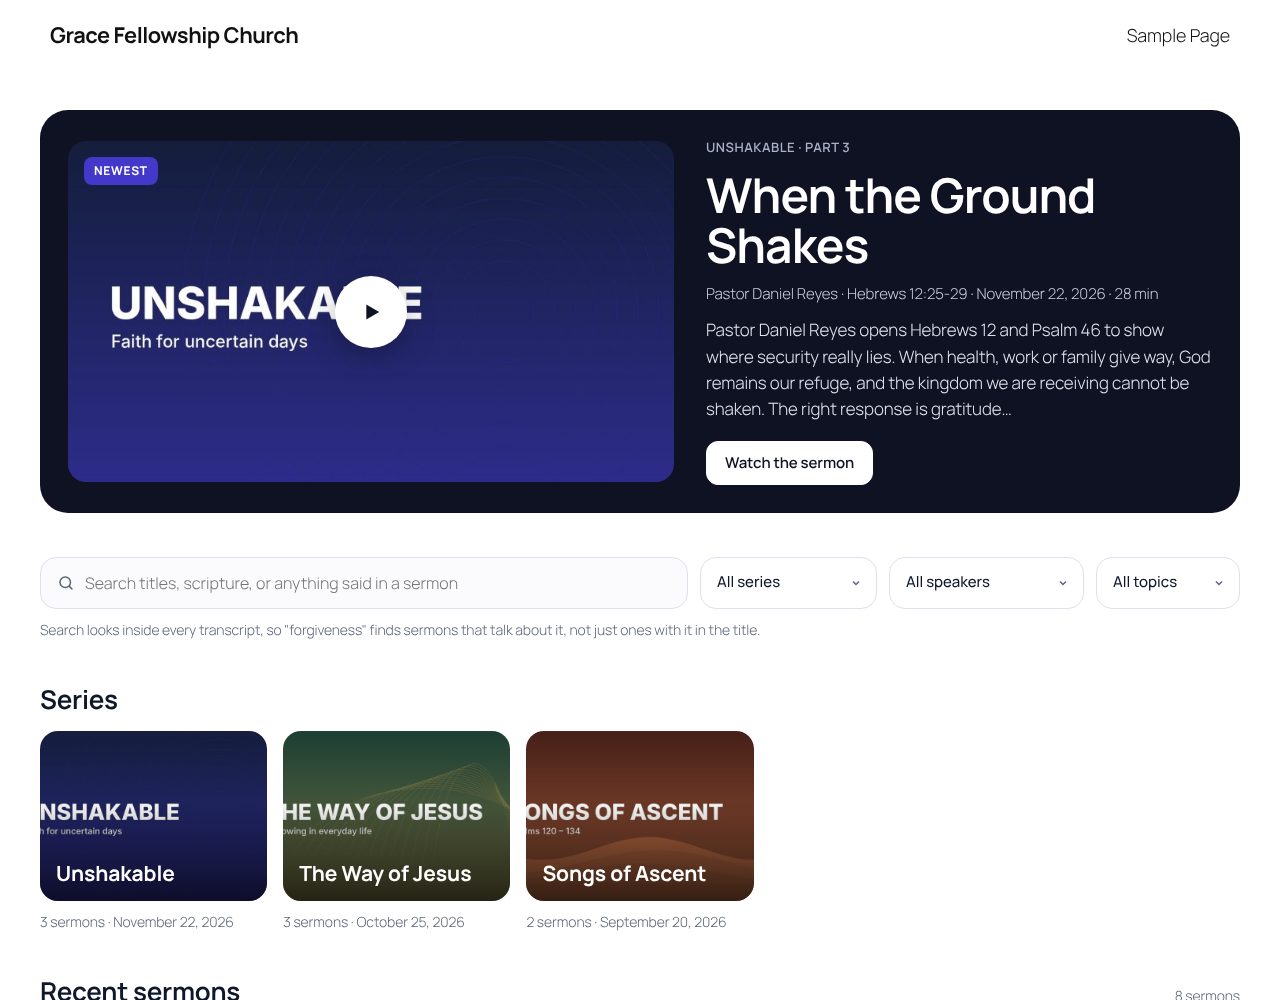 Grace Fellowship Church
Sample Page
NEWEST
UNSHAKA E
Faith for uncertain days
UNSHAKABLE · PART 3
When the Ground
Shakes
Pastor Daniel Reyes · Hebrews 12:25-29 · November 22, 2026 · 28 min
Pastor Daniel Reyes opens Hebrews 12 and Psalm 46 to show
where security really lies. When health, work or family give way, God
remains our refuge, and the kingdom we are receiving cannot be
shaken. The right response is gratitude…
Watch the sermon
Search titles, scripture, or anything said in a sermon
All series
All speakers
All topics
Search looks inside every transcript, so "forgiveness" finds sermons that talk about it, not just ones with it in the title.
Series
NSHAKABLE
h for uncertain days
Unshakable
3 sermons · November 22, 2026
HE WAY OF JESUS
owing in everyday life
The Way of Jesus
3 sermons · October 25, 2026
ONGS OF ASCENT
lms 120 – 134
Songs of Ascent
2 sermons · September 20, 2026
Recent sermons
8 sermons